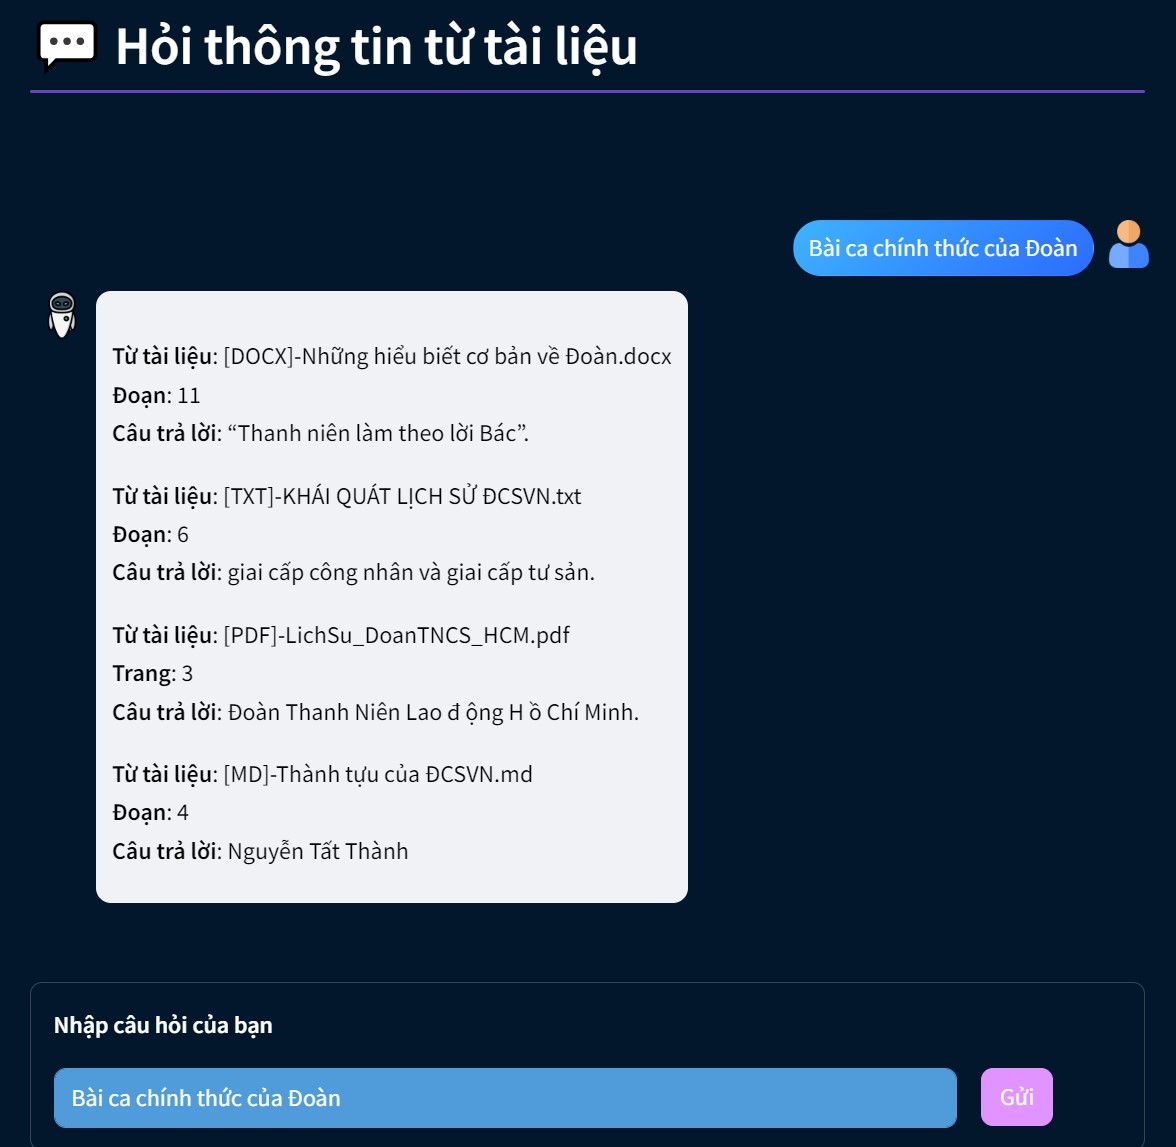 Hỏi thông tin từ tài liệu
Bài ca chính thức của Đoàn
Từ tài liệu: [DOCX]-Những hiểu biết cơ bản về Đoàn.docx
Đoạn: 11
Câu trả lời: “Thanh niên làm theo lời Bác”.
Từ tài liệu: [TXT]-KHÁI QUÁT LỊCH SỬ ĐCSVN.txt
Đoạn: 6
Câu trả lời: giai cấp công nhân và giai cấp tư sản.
Từ tài liệu: [PDF]-LichSu_DoanTNCS_HCM.pdf
Trang: 3
Câu trả lời: Đoàn Thanh Niên Lao đ ộng H ồ Chí Minh.
Từ tài liệu: [MD]-Thành tựu của ĐCSVN.md
Đoạn: 4
Câu trả lời: Nguyễn Tất Thành
Nhập câu hỏi của bạn
Bài ca chính thức của Đoàn
Gửi